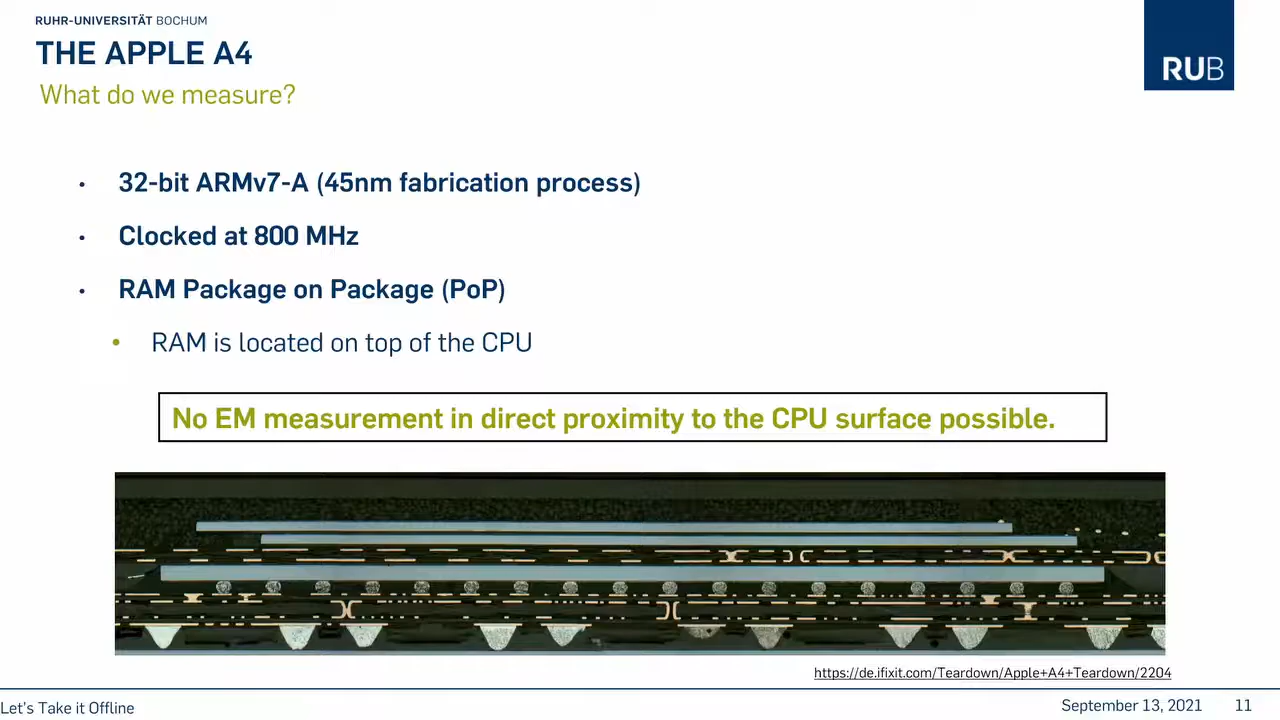 RUHR-UNIVERSITÄT BOCHUM
THE APPLE A4
What do we measure?
RUB
• 32-bit ARMv7-A (45nm fabrication process)
• Clocked at 800 MHz
• RAM Package on Package (PoP)
• RAM is located on top of the CPU
No EM measurement in direct proximity to the CPU surface possible.
https://de.ifixit.com/Teardown/Apple+A4+Teardown/2204
Let's Take it Offline
September 13, 2021 11